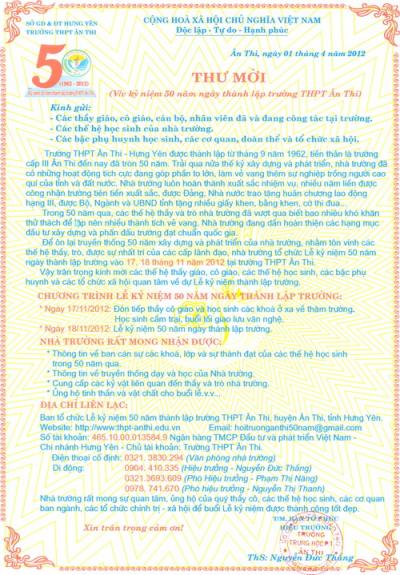 SỞ GD & ĐT HƯNG YÊN
TRƯỜNG THPT ÂN THI
CỘNG HOÀ XÃ HỘI CHỦ NGHĨA VIỆT NAM
Độc lập - Tự do - Hạnh phúc
Ân Thi, ngày 01 tháng 4 năm 2012
50
(1962 - 2012)
THƯ MỜI
(V/v kỷ niệm 50 năm ngày thành lập trường THPT Ân Thi)
Kính gửi:
- Các thầy giáo, cô giáo, cán bộ, nhân viên đã và đang công tác tại trường.
- Các thế hệ học sinh của nhà trường.
- Các bậc phụ huynh học sinh, các cơ quan, đoàn thể và tổ chức xã hội.
Trường THPT Ân Thi - Hưng Yên được thành lập từ tháng 9 năm 1962, tiền thân là trường
cấp III Ân Thi đến nay đã tròn 50 năm. Trải qua nửa thế kỷ xây dựng và phát triển, nhà trường đã
có những hoạt động tích cực đang góp phần to lớn, làm vẻ vang thêm sự nghiệp trồng người cao
quí của tỉnh và đất nước. Nhà trường luôn hoàn thành xuất sắc nhiệm vụ, nhiều năm liền được
công nhận trường tiên tiến xuất sắc, được Đảng, Nhà nước trao tặng huân chương lao động
hạng III, được Bộ, Ngành và UBND tỉnh tặng nhiều giấy khen, bằng khen, cờ thi đua...
Trong 50 năm qua, các thế hệ thầy và trò nhà trường đã vượt qua biết bao nhiêu khó khăn
thử thách để lập nên nhiều thành tích vẻ vang. Nhà trường đang dần hoàn thiện các hạng mục
đầu tư xây dựng và phấn đấu trường đạt chuẩn quốc gia.
Để ôn lại truyền thống 50 năm xây dựng và phát triển của nhà trường, nhằm tôn vinh các
thế hệ thầy, trò, được sự nhất trí của các cấp lãnh đạo, nhà trường tổ chức Lễ kỷ niệm 50 năm
ngày thành lập trường vào 17, 18 tháng 11 năm 2012 tại trường THPT Ân Thi.
Vậy trân trọng kính mời các thế hệ thầy giáo, cô giáo, các thế hệ học sinh, các bậc phụ
huynh và các tổ chức xã hội quan tâm về dự Lễ kỷ niệm thành lập trường.
CHƯƠNG TRÌNH LỄ KỶ NIỆM 50 NĂM NGÀY THÀNH LẬP TRƯỜNG:
* Ngày 17/11/2012: Đón tiếp thầy cô giáo và học sinh các khoá ở xa về thăm trường.
Học sinh cắm trại, buổi tối giao lưu văn nghệ.
* Ngày 18/11/2012: Lễ kỷ niệm 50 năm ngày thành lập trường.
NHÀ TRƯỜNG RẤT MONG NHẬN ĐƯỢC:
* Thông tin về ban cán sự các khoá, lớp và sự thành đạt của các thế hệ học sinh
trong 50 năm qua.
* Thông tin về truyền thống dạy và học của Nhà trường.
* Cung cấp các kỷ vật liên quan đến thầy và trò nhà trường.
* Ủng hộ tinh thần và vật chất cho buổi lễ.v.v...
ĐỊA CHỈ LIÊN LẠC:
Ban tổ chức Lễ kỷ niệm 50 năm thành lập trường THPT Ân Thi, huyện Ân Thi, tỉnh Hưng Yên.
Website: http://www.thpt-anthi.edu.vn Email: hoitruonganthi50nam@gmail.com
Số tài khoản: 465.10.00.013584.9 Ngân hàng TMCP Đầu tư và phát triển Việt Nam -
Chi nhánh Hưng Yên - Chủ tài khoản: Trường THPT Ân Thi.
Điện thoại cố định: 0321.3830.294 (Văn phòng nhà trường)
Di động: 0904.410.335 (Hiệu trưởng - Nguyễn Đức Thắng)
0321.3693.609 (Phó Hiệu trưởng - Phạm Thị Năng)
0978.741.670 (Phó hiệu trưởng - Nguyễn Thị Thanh)
Nhà trường rất mong sự quan tâm, ủng hộ của quý thầy cô, các thế hệ học sinh, các cơ quan
ban ngành, các tổ chức chính trị - xã hội để buổi Lễ kỷ niệm được thành công tốt đẹp.
Xin trân trọng cảm ơn!
TM. BAN TỔ CHỨC
HIỆU TRƯỞNG
TRƯỜNG
TRUNG HỌC P
ÂN THI
ThS: Nguyễn Đức Thắng